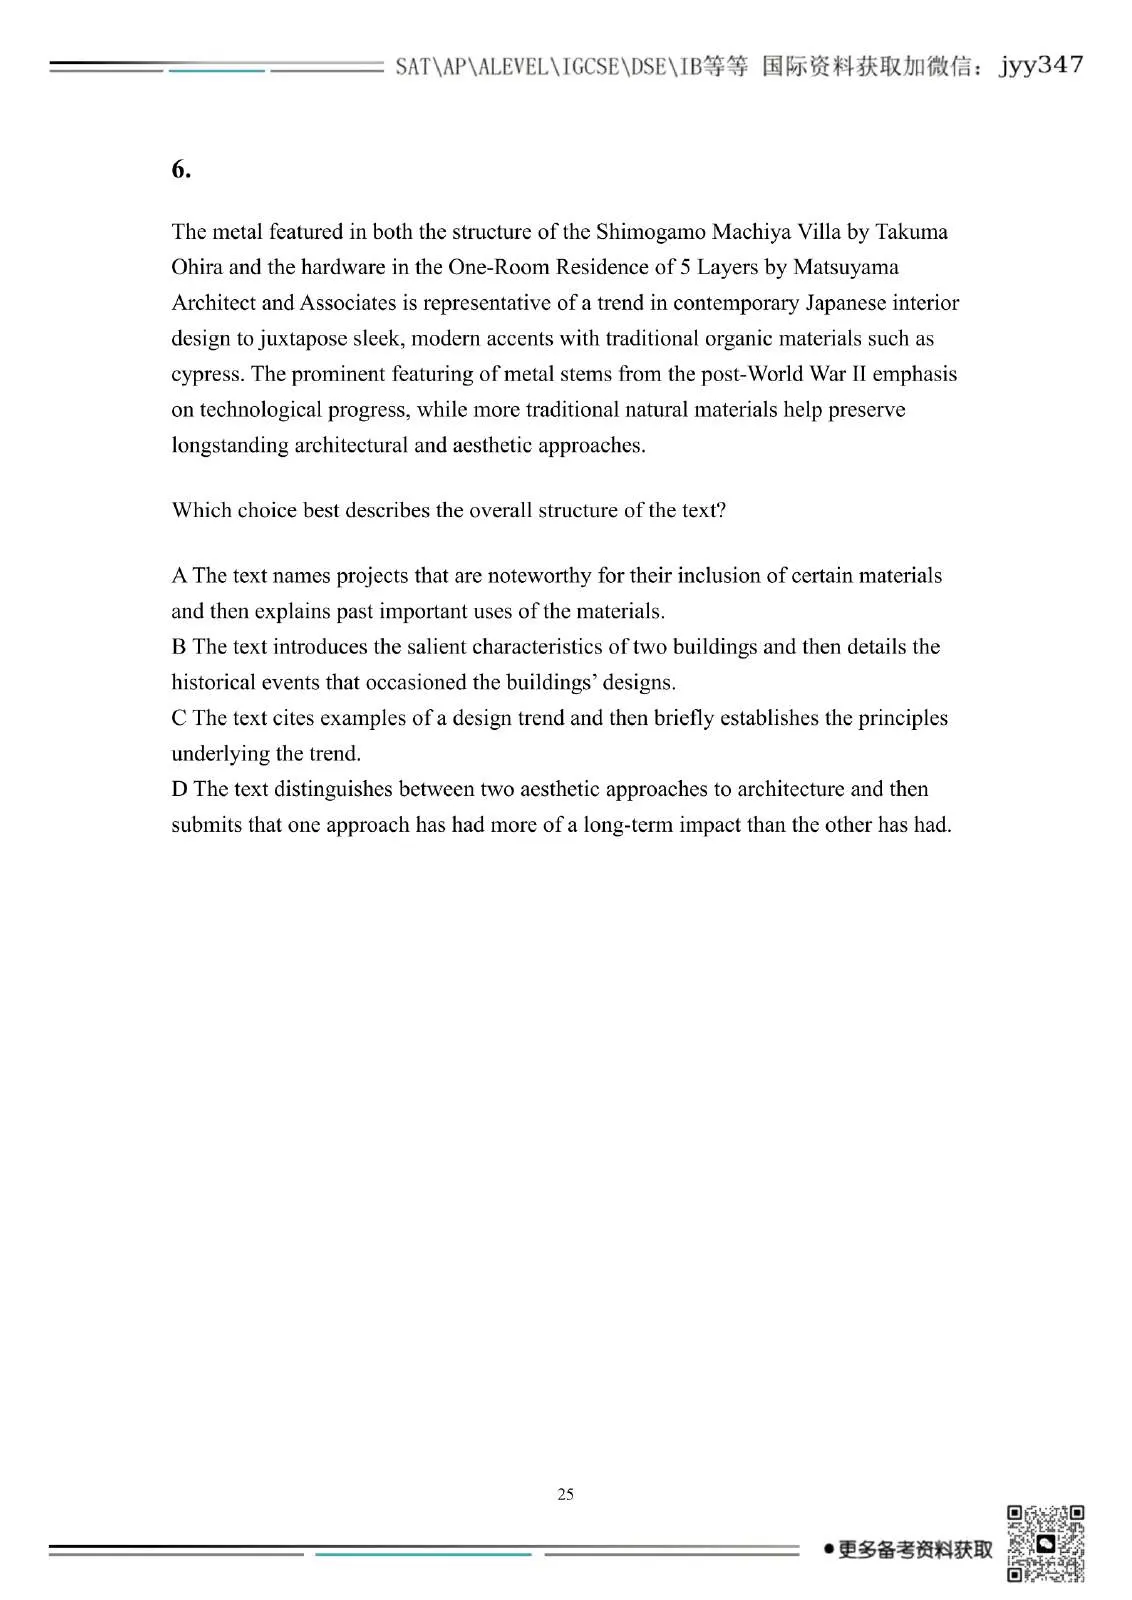 SAT\AP\ALEVEL\IGCSE\DSE\IB等等 国际资料获取加微信: jyy347
6.
The metal featured in both the structure of the Shimogamo Machiya Villa by Takuma
Ohira and the hardware in the One-Room Residence of 5 Layers by Matsuyama
Architect and Associates is representative of a trend in contemporary Japanese interior
design to juxtapose sleek, modern accents with traditional organic materials such as
cypress. The prominent featuring of metal stems from the post-World War II emphasis
on technological progress, while more traditional natural materials help preserve
longstanding architectural and aesthetic approaches.
Which choice best describes the overall structure of the text?
A The text names projects that are noteworthy for their inclusion of certain materials
and then explains past important uses of the materials.
B The text introduces the salient characteristics of two buildings and then details the
historical events that occasioned the buildings’ designs.
C The text cites examples of a design trend and then briefly establishes the principles
underlying the trend.
D The text distinguishes between two aesthetic approaches to architecture and then
submits that one approach has had more of a long-term impact than the other has had.
25
●更多备考资料获取